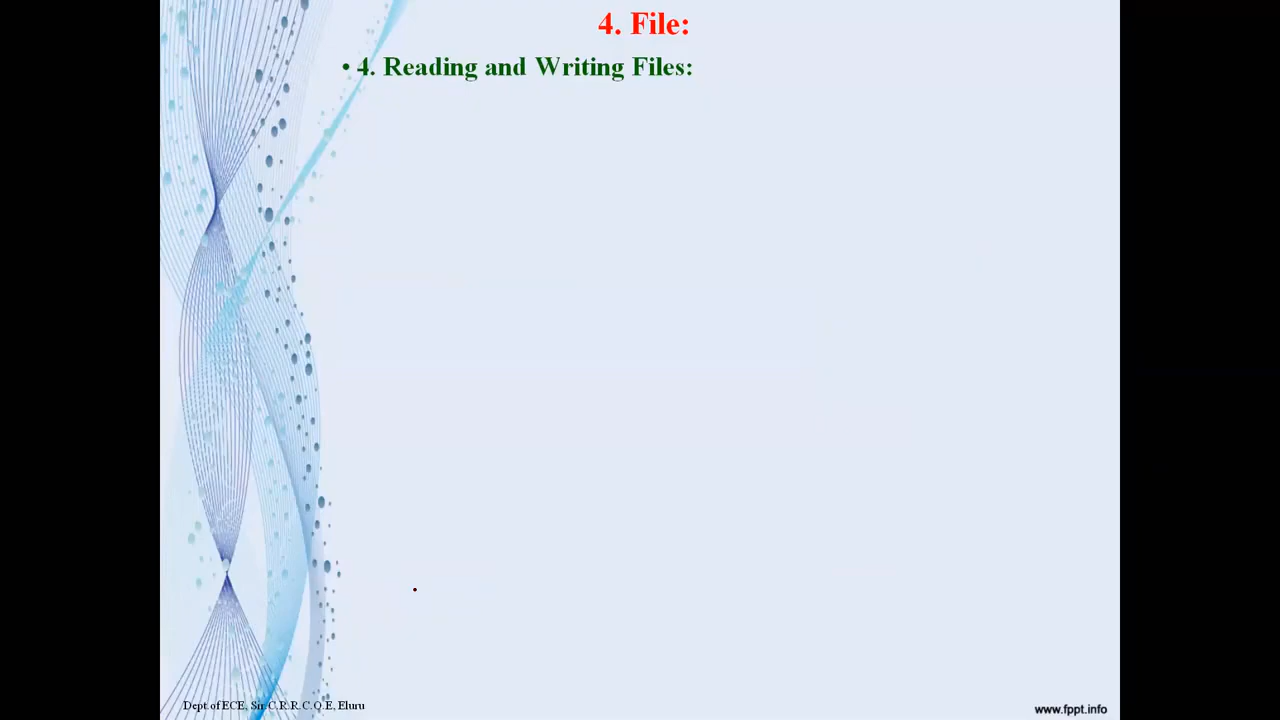 4. File:
• 4. Reading and Writing Files:
Dept.of ECE, Sir.C.R.R.C.O.E, Eluru
www.fppt.info